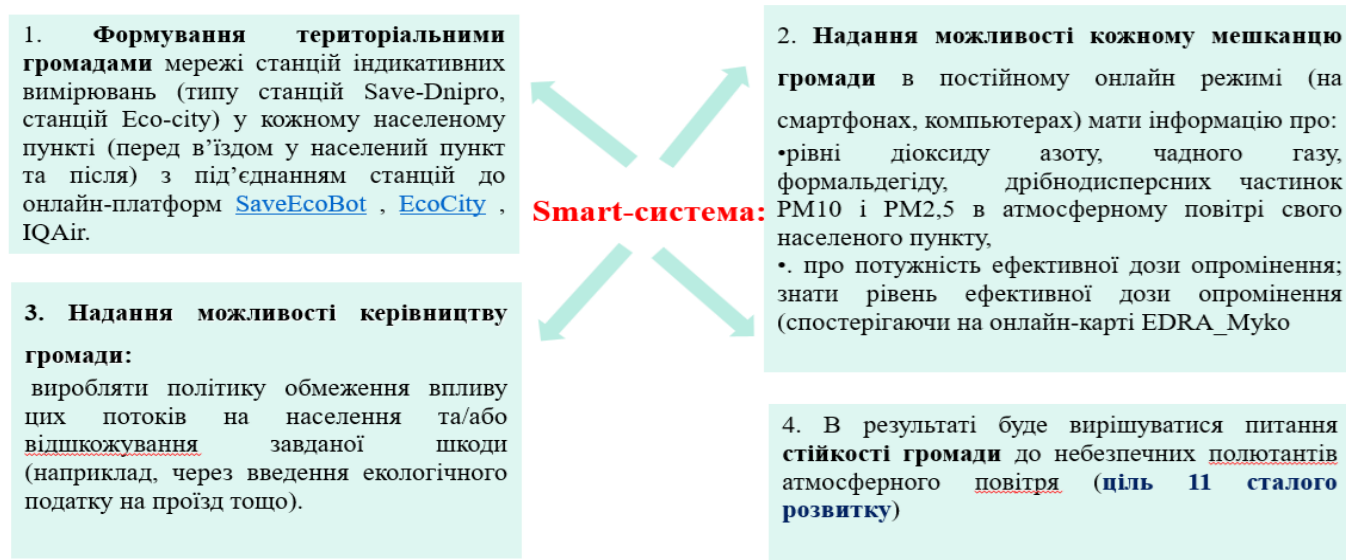 1. Формування територіальними
громадами мережі станцій індикативних
вимірювань (типу станцій Save-Dnipro,
станцій Eco-city) у кожному населеному
пункті (перед в’їздом у населений пункт
та після) з під’єднанням станцій до
онлайн-платформ SaveEcoBot , EcoCity ,
IQAir.
2. Надання можливості кожному мешканцю
громади в постійному онлайн режимі (на
смартфонах, компьютерах) мати інформацію про:
•рівні діоксиду азоту, чадного газу,
формальдегіду, дрібнодисперсних частинок
PM10 і PM2,5 в атмосферному повітрі свого
населеного пункту,
•. про потужність ефективної дози опромінення;
знати рівень ефективної дози опромінення
(спостерігаючи на онлайн-карті EDRA_Myko
Smart-система:
3. Надання можливості керівництву
громади:
виробляти політику обмеження впливу
цих потоків на населення та/або
відшкожування завданої шкоди
(наприклад, через введення екологічного
податку на проїзд тощо).
4. В результаті буде вирішуватися питання
стійкості громади до небезпечних полютантів
атмосферного повітря (ціль 11 сталого
розвитку)